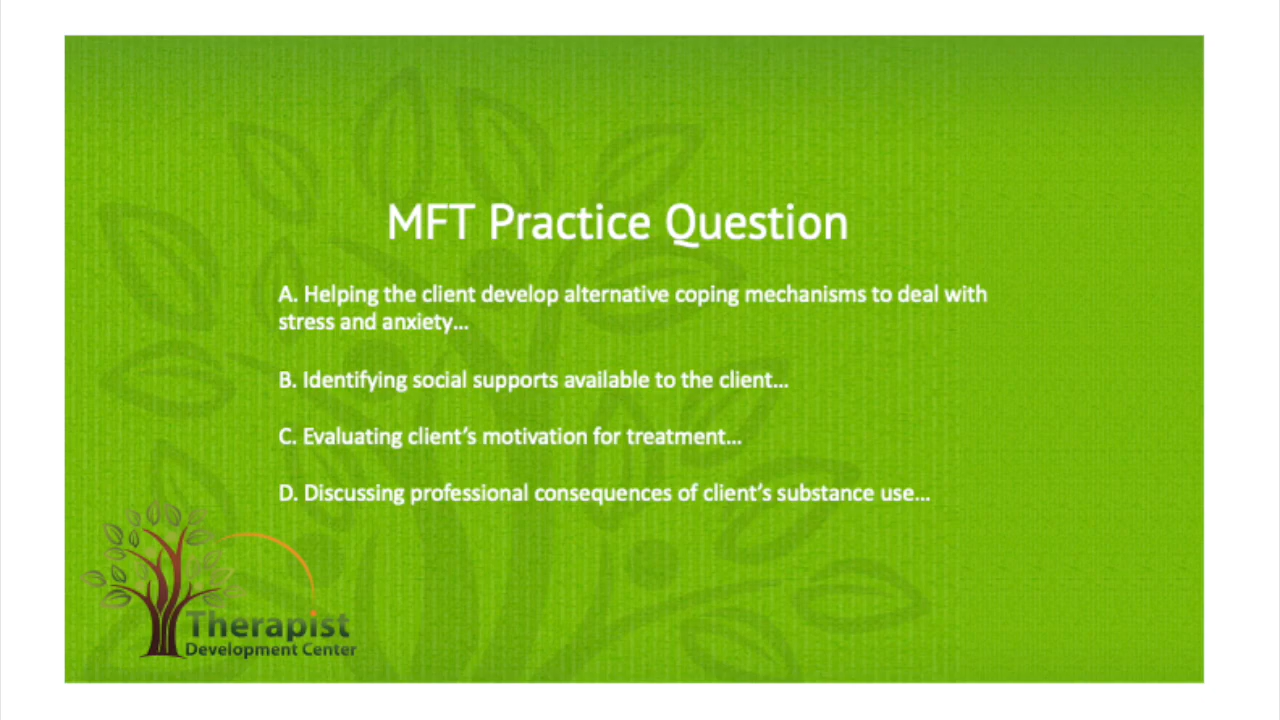 MFT Practice Question
A. Helping the client develop alternative coping mechanisms to deal with
stress and anxiety...
B. Identifying social supports available to the client...
C. Evaluating client's motivation for treatment...
D. Discussing professional consequences of client's substance use...
Therapist
Development Center